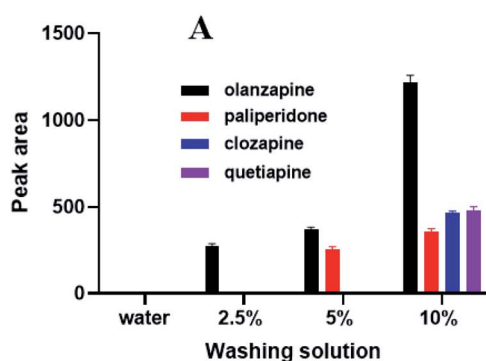 A
1500
1000
500
0
Peak area
olanzapine
paliperidone
clozapine
quetiapine
water 2.5% 5% 10%
Washing solution